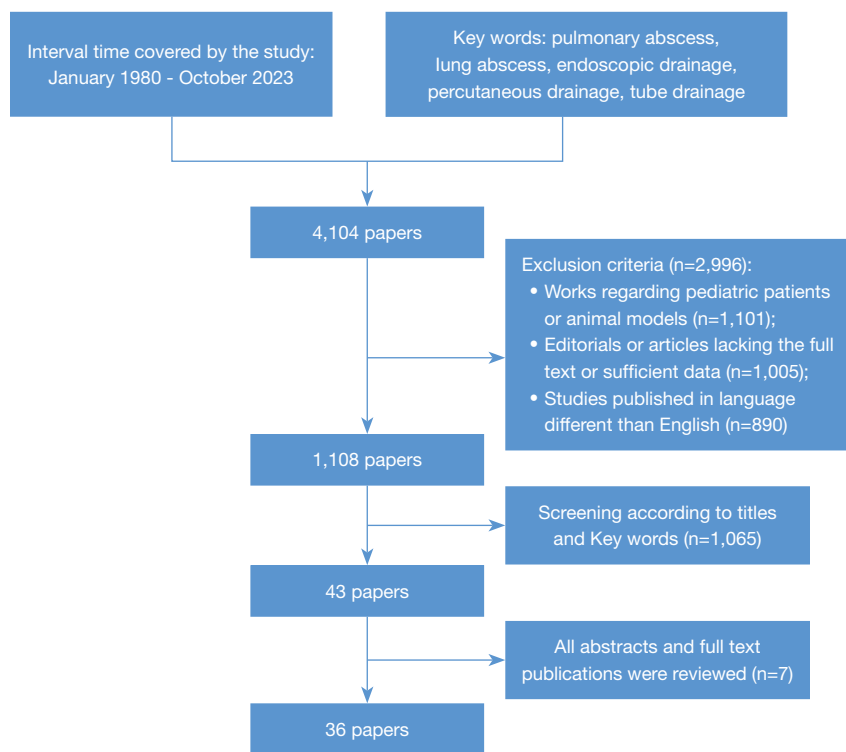 Interval time covered by the study:
January 1980 - October 2023
Key words: pulmonary abscess,
lung abscess, endoscopic drainage,
percutaneous drainage, tube drainage
4,104 papers
Exclusion criteria (n=2,996):
• Works regarding pediatric patients
or animal models (n=1,101);
• Editorials or articles lacking the full
text or sufficient data (n=1,005);
• Studies published in language
different than English (n=890)
1,108 papers
Screening according to titles
and Key words (n=1,065)
43 papers
All abstracts and full text
publications were reviewed (n=7)
36 papers